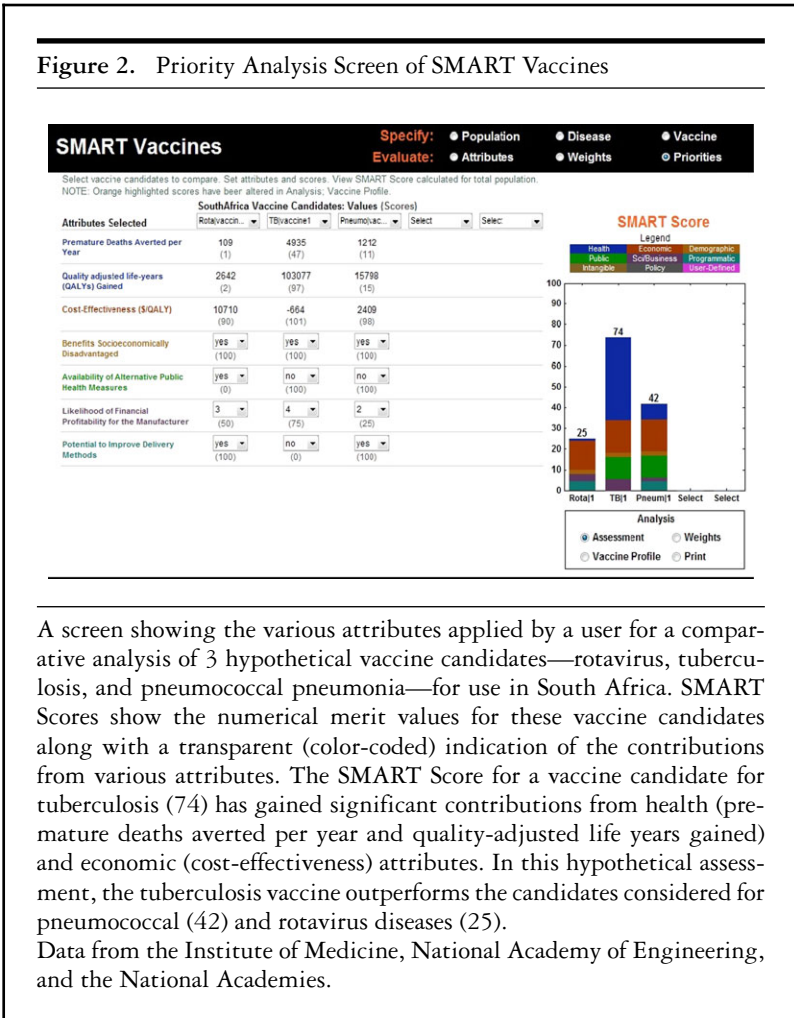 Figure 2. Priority Analysis Screen of SMART Vaccines
SMART Vaccines
Specify: Population Disease Vaccine
Evaluate: Attributes Weights Priorities
Select vaccine candidates to compare. Set attributes and scores. View SMART Score calculated for total population.
NOTE: Orange highlighted scores have been altered in Analysis; Vaccine Profile.
SouthAfrica Vaccine Candidates: Values (Scores)
Attributes Selected Rota|vaccin... TB|vaccine1 Pneumo|vac... Select Select
Premature Deaths Averted per Year 109 4935 1212
(1) (47) (11)
Quality adjusted life-years (QALYs) Gained 2642 103077 15798
(2) (97) (15)
Cost-Effectiveness ($/QALY) 10710 -664 2409
(90) (101) (98)
Benefits Socioeconomically Disadvantaged yes yes yes
(100) (100) (100)
Availability of Alternative Public Health Measures yes no no
(0) (100) (100)
Likelihood of Financial Profitability for the Manufacturer 3 4 2
(50) (75) (25)
Potential to Improve Delivery Methods yes no yes
(100) (0) (100)
SMART Score
Legend
Health Economic Demographic
Public Sci/Business Programmatic
Intangible Policy User-Defined
100
90
80
70
60
50
40
30
20
10
0
25
74
42
Rota|1 TB|1 Pneum|1 Select Select
Analysis
Assessment Weights
Vaccine Profile Print
A screen showing the various attributes applied by a user for a compar-
ative analysis of 3 hypothetical vaccine candidates—rotavirus, tubercu-
losis, and pneumococcal pneumonia—for use in South Africa. SMART
Scores show the numerical merit values for these vaccine candidates
along with a transparent (color-coded) indication of the contributions
from various attributes. The SMART Score for a vaccine candidate for
tuberculosis (74) has gained significant contributions from health (pre-
mature deaths averted per year and quality-adjusted life years gained)
and economic (cost-effectiveness) attributes. In this hypothetical assess-
ment, the tuberculosis vaccine outperforms the candidates considered for
pneumococcal (42) and rotavirus diseases (25).
Data from the Institute of Medicine, National Academy of Engineering,
and the National Academies.